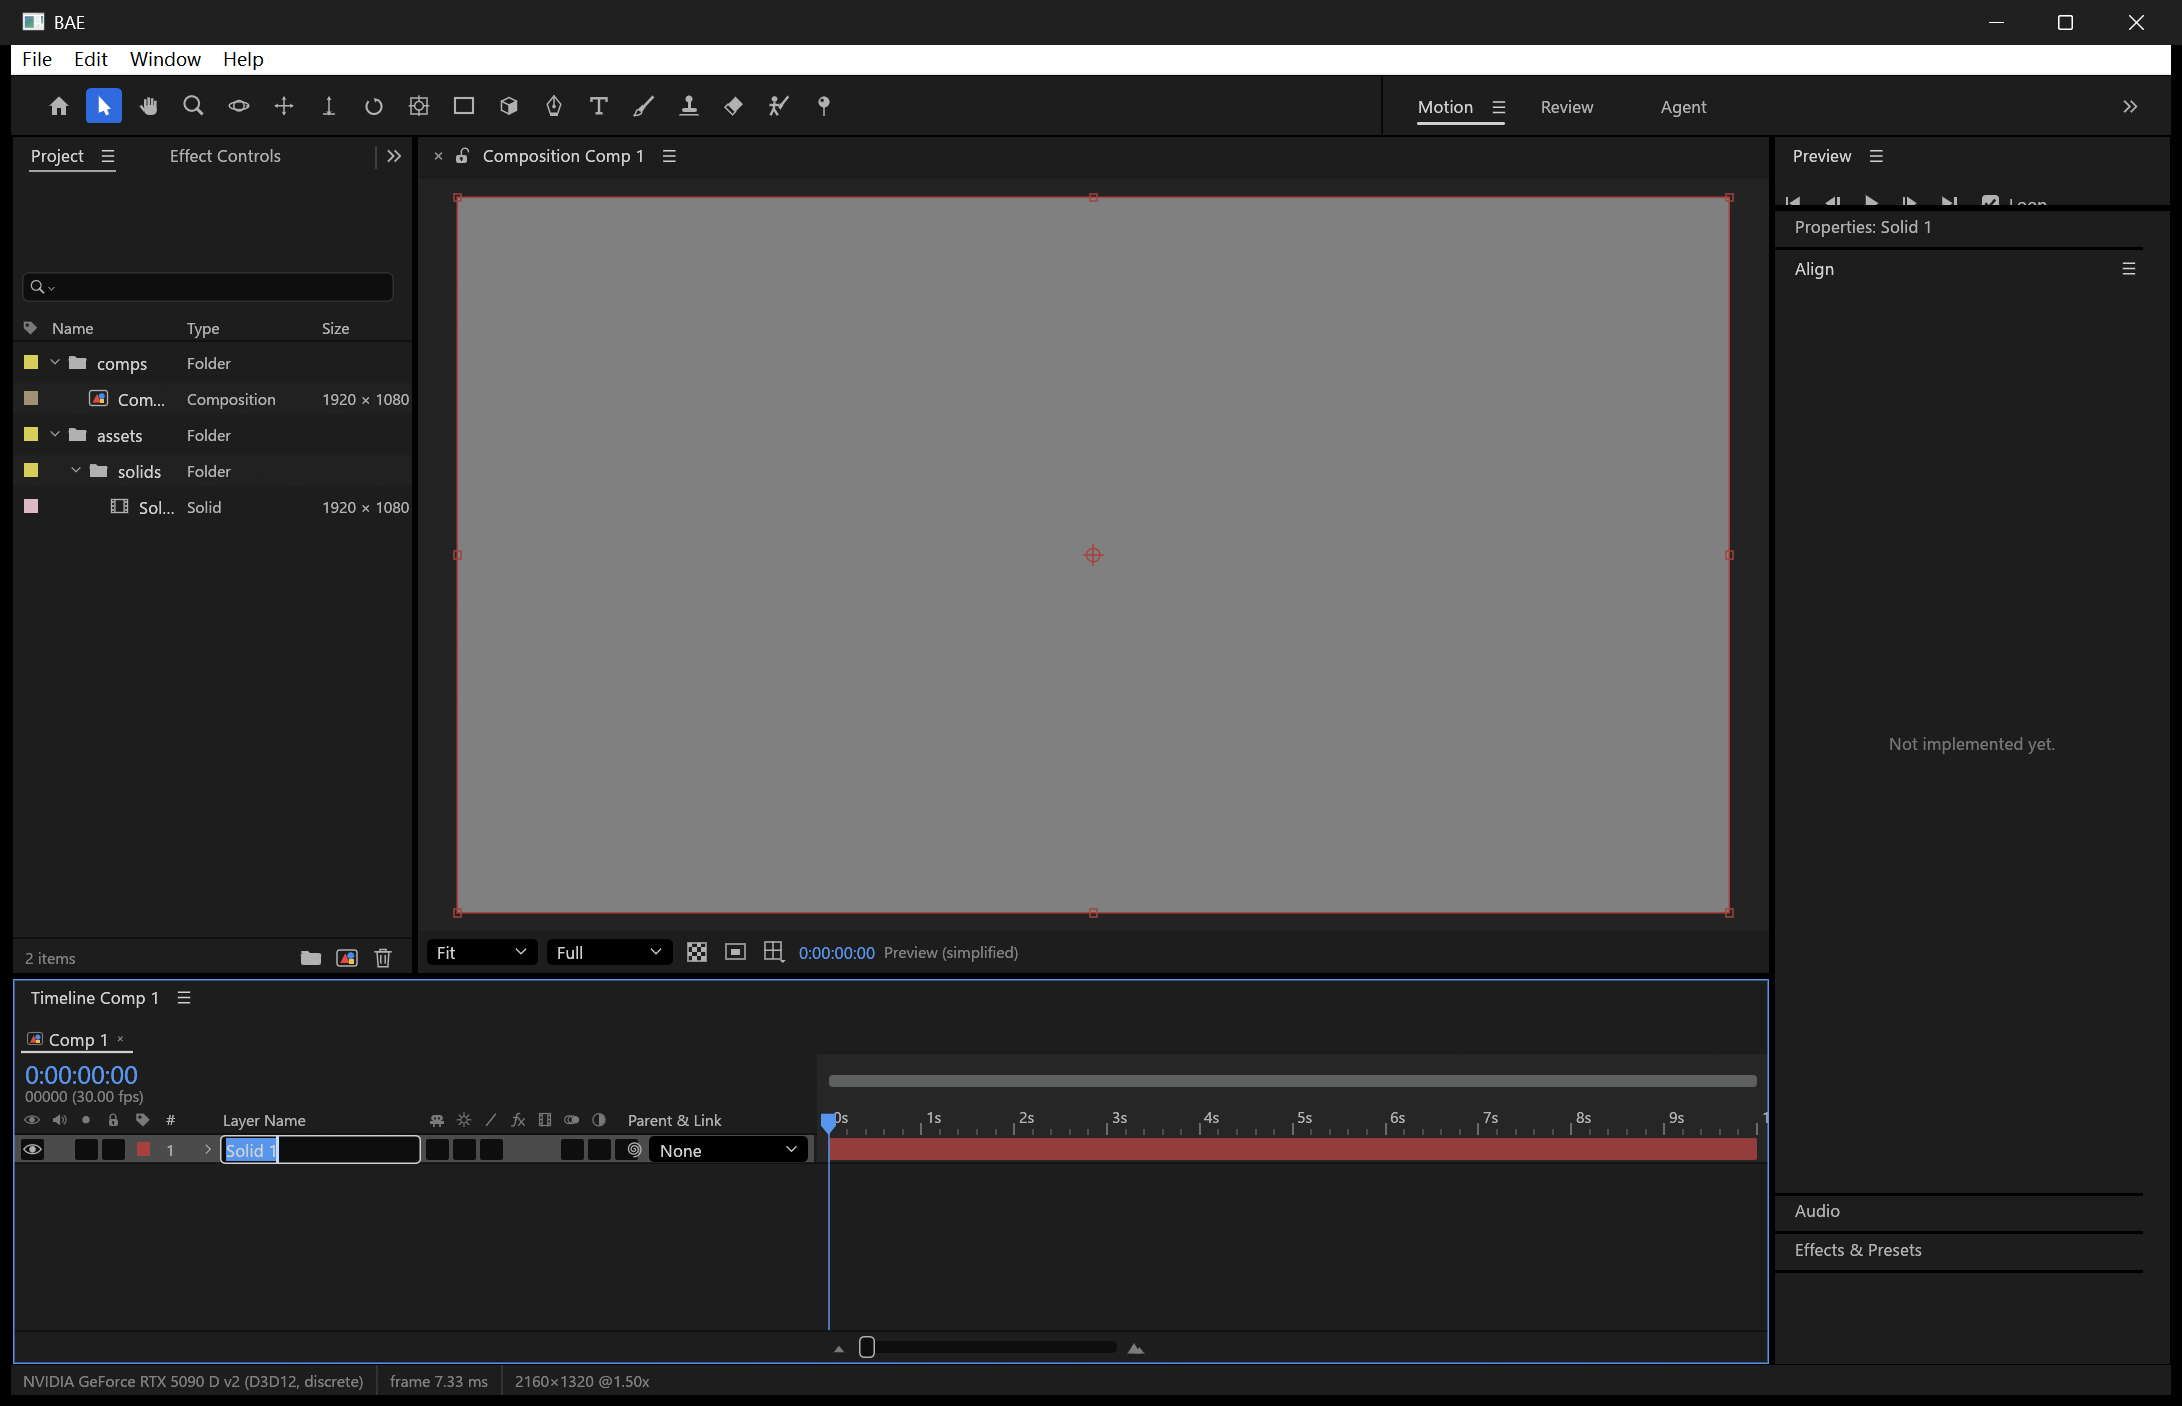 BAE
File Edit Window Help
Motion Review Agent
Project Effect Controls
Composition Comp 1
Preview
Loop
Properties: Solid 1
Align
Name Type Size
comps Folder
Com... Composition 1920 × 1080
assets Folder
solids Folder
Sol... Solid 1920 × 1080
Not implemented yet.
2 items
Fit Full 0:00:00:00 Preview (simplified)
Timeline Comp 1
Comp 1
0:00:00:00
00000 (30.00 fps)
# Layer Name fx Parent & Link
0s 1s 2s 3s 4s 5s 6s 7s 8s 9s 1
1 Solid 1 None
Audio
Effects & Presets
NVIDIA GeForce RTX 5090 D v2 (D3D12, discrete) frame 7.33 ms 2160×1320 @1.50x